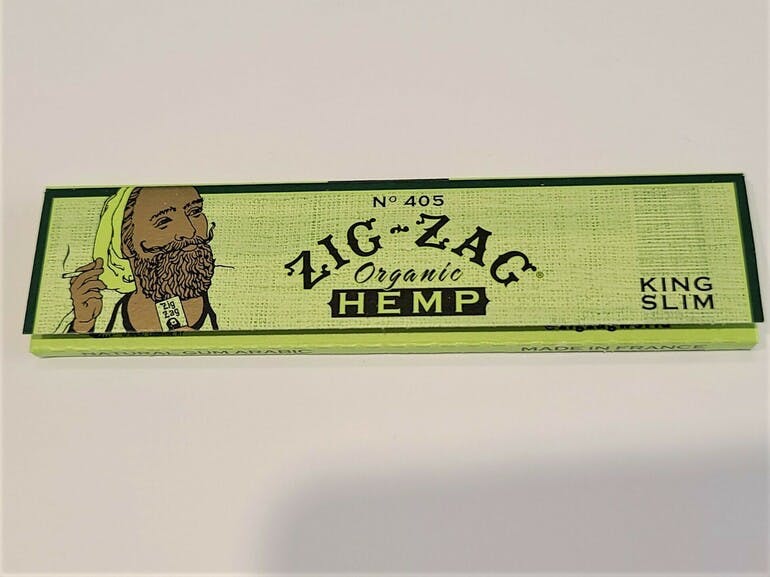 Nº 405
ZIG-ZAG
Organic
HEMP
KING
SLIM
Zig
Zag
NATURAL GUM ARABIC
MADE IN FRANCE